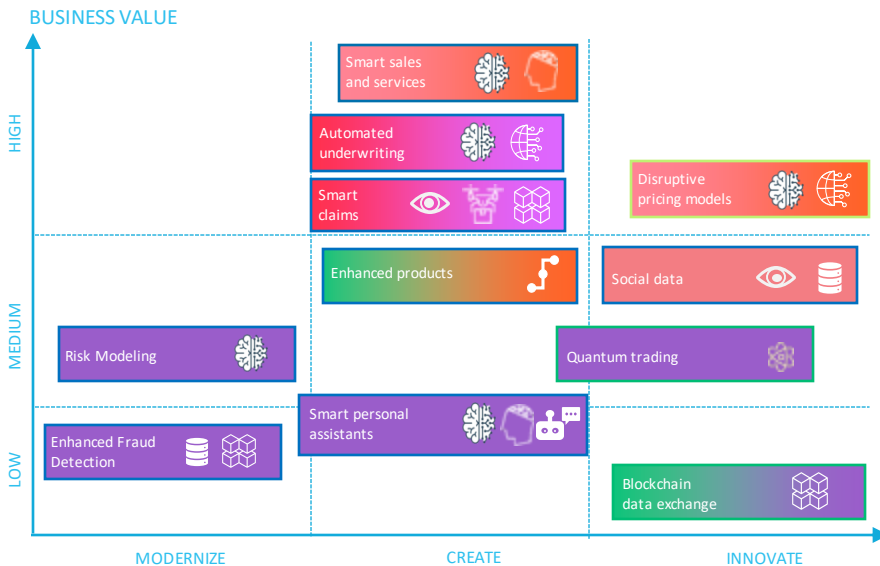 BUSINESS VALUE
HIGH
Smart sales
and services
Automated
underwriting
Smart
claims
Disruptive
pricing models
MEDIUM
Enhanced products
Social data
Risk Modeling
Quantum trading
LOW
Smart personal
assistants
Enhanced Fraud
Detection
Blockchain
data exchange
MODERNIZE
CREATE
INNOVATE